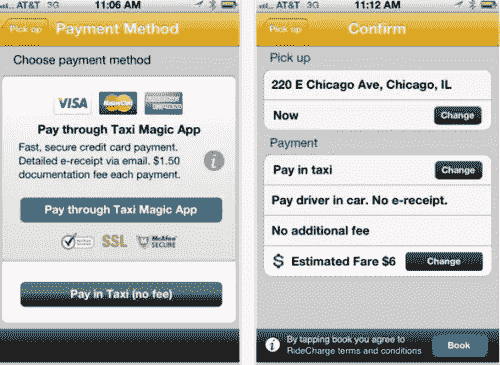 AT&T 3G 11:06 AM
Pick up
Payment Method
Choose payment method
VISA MasterCard
Pay through Taxi Magic App
Fast, secure credit card payment.
Detailed e-receipt via email. $1.50
documentation fee each payment.
Pay through Taxi Magic App
SSL McAfee
SECURE
Pay in Taxi (no fee)
AT&T 3G 11:12 AM
Pick up
Confirm
Pick up
220 E Chicago Ave, Chicago, IL
Now Change
Payment
Pay in taxi Change
Pay driver in car. No e-receipt.
No additional fee
$ Estimated Fare $6 Change
By tapping book you agree to
RideCharge terms and conditions
Book